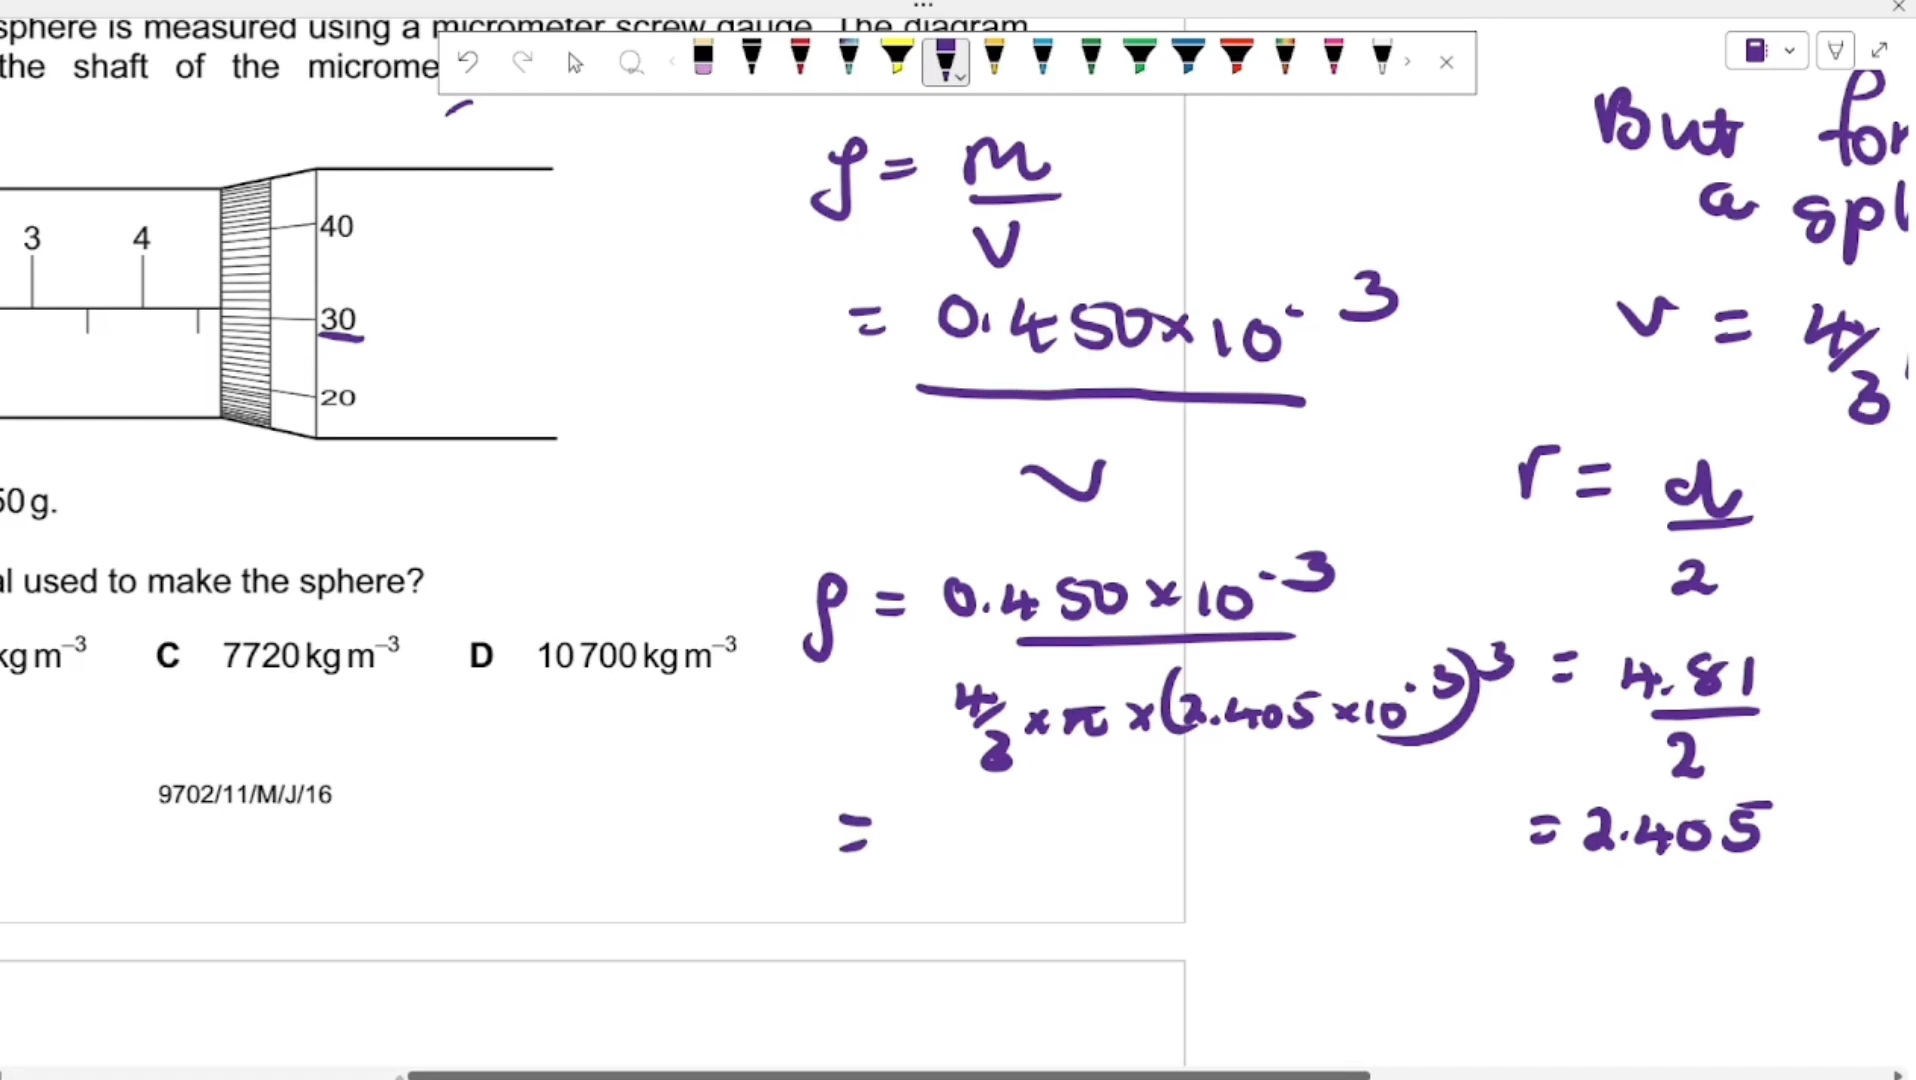 sphere is measured using a micrometer screw gauge. The diagram
the shaft of the microme
3 4
40
30
20
50 g.
al used to make the sphere?
kg m⁻³ C 7720 kg m⁻³ D 10 700 kg m⁻³
9702/11/M/J/16
ρ = m/V
= 0.450×10⁻³
V
ρ = 0.450×10⁻³
4/3 × π × (2.405 × 10⁻³)³
=
But for
a sph
V = 4/3
r = d/2
= 4.81/2
= 2.405